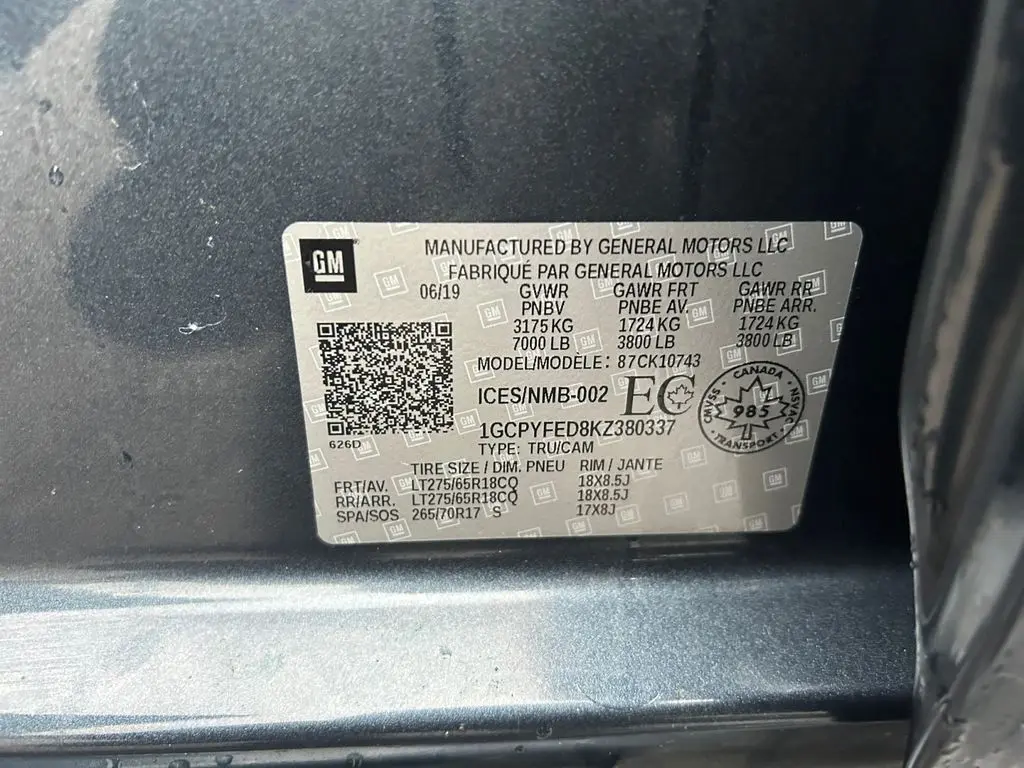 GM
MANUFACTURED BY GENERAL MOTORS LLC
FABRIQUÉ PAR GENERAL MOTORS LLC
06/19 GVWR GAWR FRT GAWR RR
PNBV PNBE AV. PNBE ARR.
3175 KG 1724 KG 1724 KG
7000 LB 3800 LB 3800 LB
MODEL/MODÈLE: 87CK10743
ICES/NMB-002 EC
CANADA
CMVSS 985 NSVAC
TRANSPORT
1GCPYFED8KZ380337
626D
TYPE: TRU/CAM
TIRE SIZE / DIM. PNEU RIM / JANTE
FRT/AV. LT275/65R18CQ 18X8.5J
RR/ARR. LT275/65R18CQ 18X8.5J
SPA/SOS 265/70R17 S 17X8J